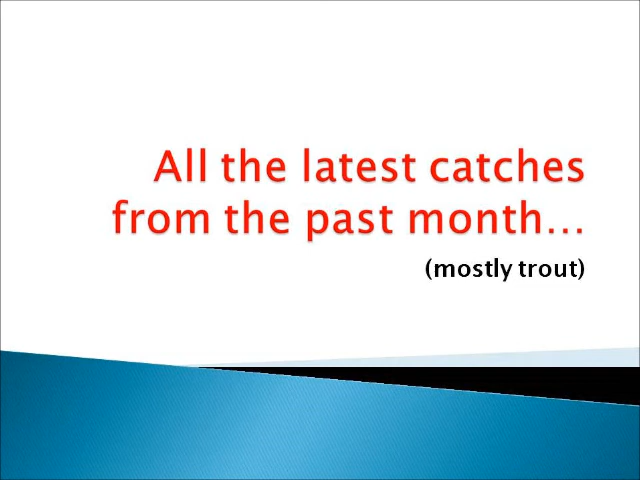 All the latest catches
from the past month…
(mostly trout)